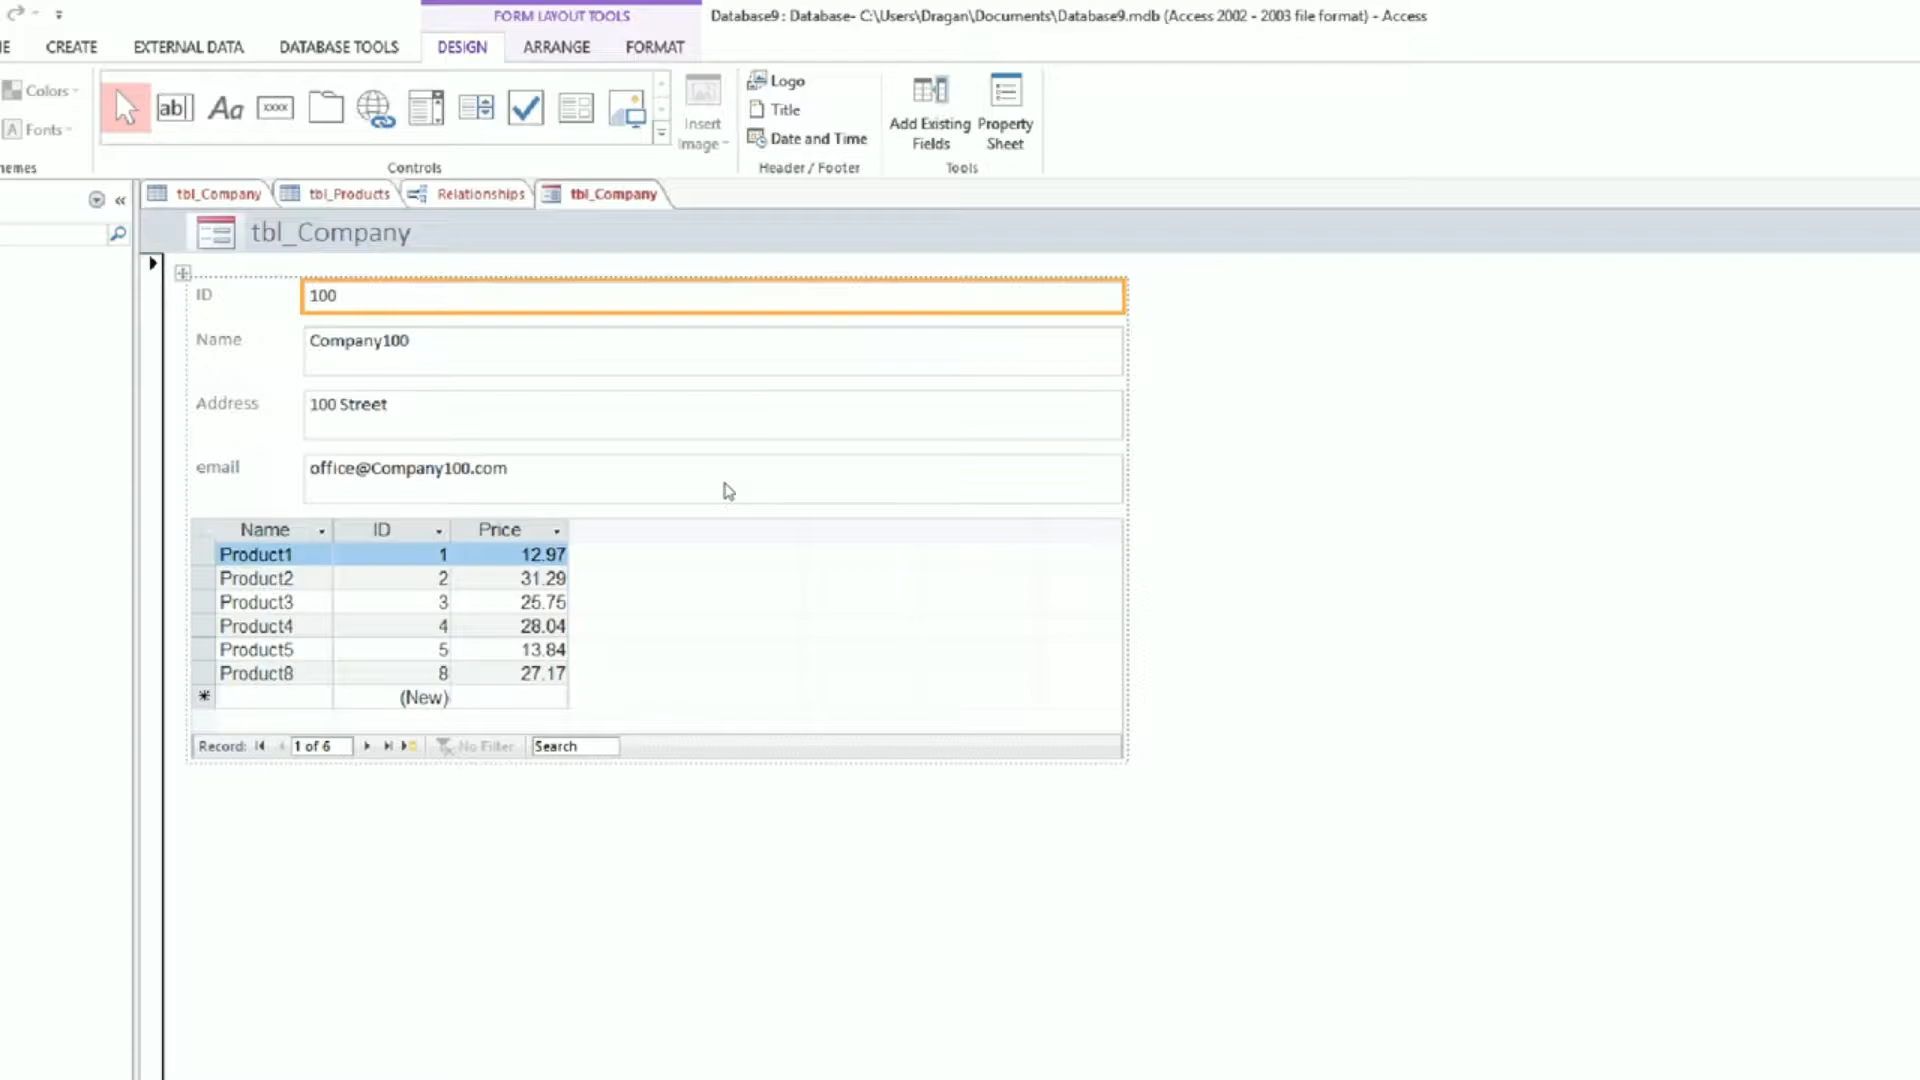 FORM LAYOUT TOOLS
Database9 : Database- C:\Users\Dragan\Documents\Database9.mdb (Access 2002 - 2003 file format) - Access
CREATE EXTERNAL DATA DATABASE TOOLS DESIGN ARRANGE FORMAT
Colors
Fonts
ab|
Aa
xxxx
Insert
Image
Logo
Title
Date and Time
Add Existing
Fields
Property
Sheet
Controls
Header / Footer
Tools
tbl_Company tbl_Products Relationships tbl_Company
tbl_Company
ID 100
Name Company100
Address 100 Street
email office@Company100.com
Name ID Price
Product1 1 12.97
Product2 2 31.29
Product3 3 25.75
Product4 4 28.04
Product5 5 13.84
Product8 8 27.17
(New)
Record: 1 of 6 No Filter Search